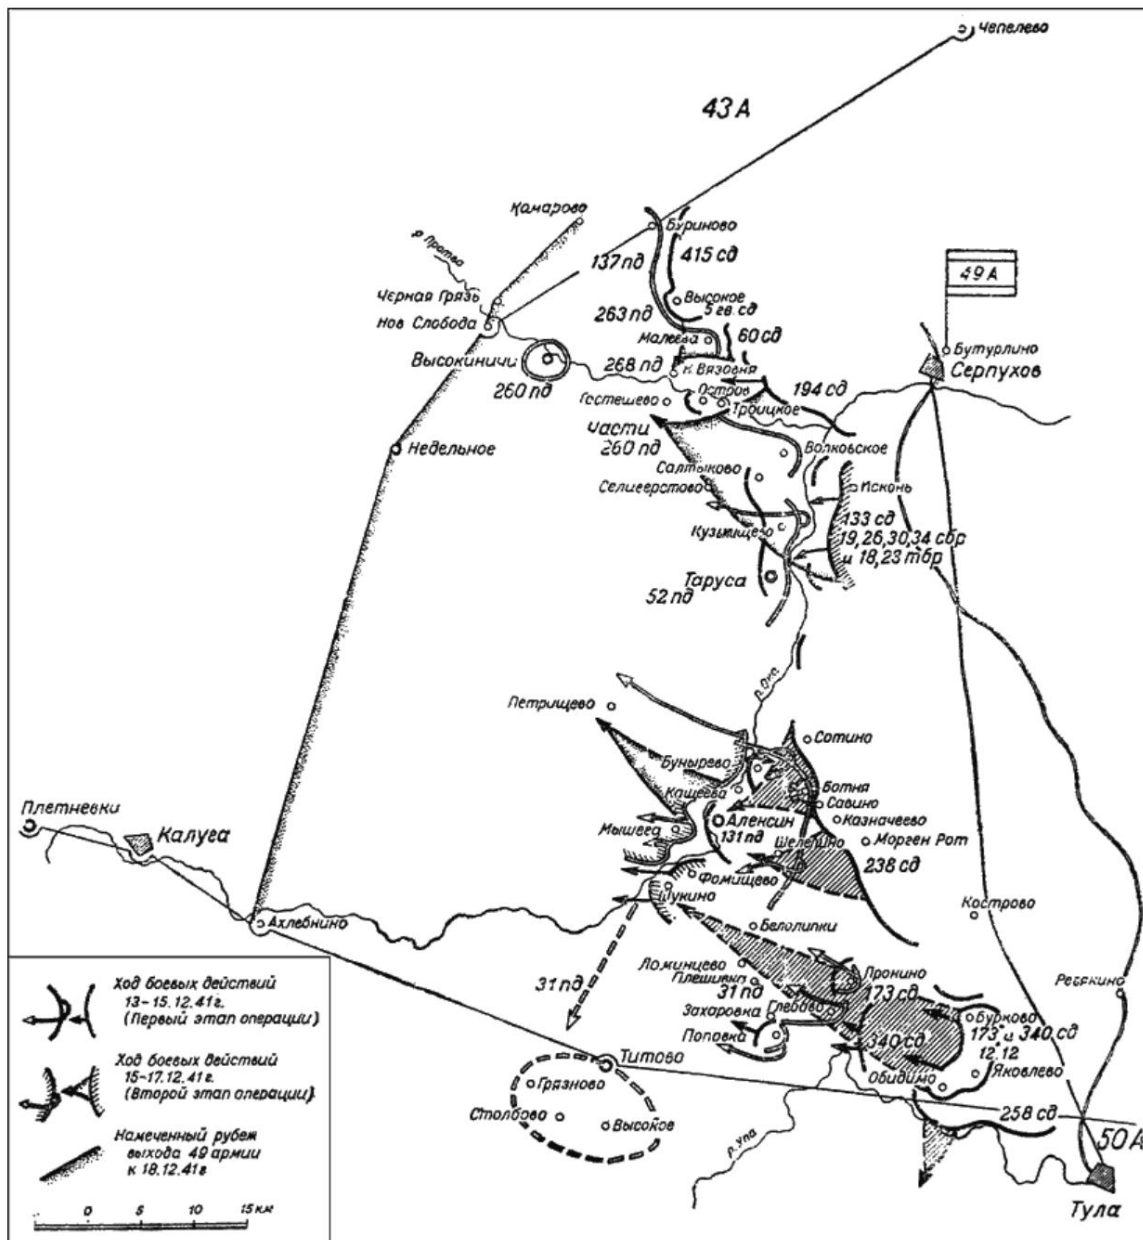 Чепелево
43 А
Комарово
р. Протва
Буриново
137 пд
415 сд
49 А
Черная Грязь
Высокое
5 гв. сд
263 пд
Нов Слобода
60 сд
Малеева
Бутурлино
Высокиничи
268 пд
к. Вязовня
Серпухов
260 пд
194 сд
Гостешево
Остров
Троицкое
части
260 пд
Недельное
Волковское
Салтыково
Селиверстово
Исконь
133 сд
Кузьмищево
19, 26, 30, 34 сбр
и 18, 23 тбр
Таруса
52 пд
р. Ока
Петрищево
Сотино
Бунырево
Ботня
Кащеева
Савино
Плетневки
Алексин
Казначеево
Калуга
Мышега
131 пд
Морген Рот
Шелепино
238 сд
Фомищево
Щукино
Кострово
Ахлебнино
Белолипки
Ломинцево
Плешивка
Пронино
Ревякино
31 пд
31 пд
173 сд
Захаровка
Глебово
Бурково
173 и 340 сд
Поповка
340 сд
12.12
Титово
Яковлево
Обидимо
Грязново
Столбово
Высокое
258 сд
50 А
р. Упа
Тула
Ход боевых действий
13-15.12.41 г.
(Первый этап операции)
Ход боевых действий
15-17.12.41 г.
(Второй этап операции)
Намеченный рубеж
выхода 49 армии
к 18.12.41 г
0 5 10 15 км